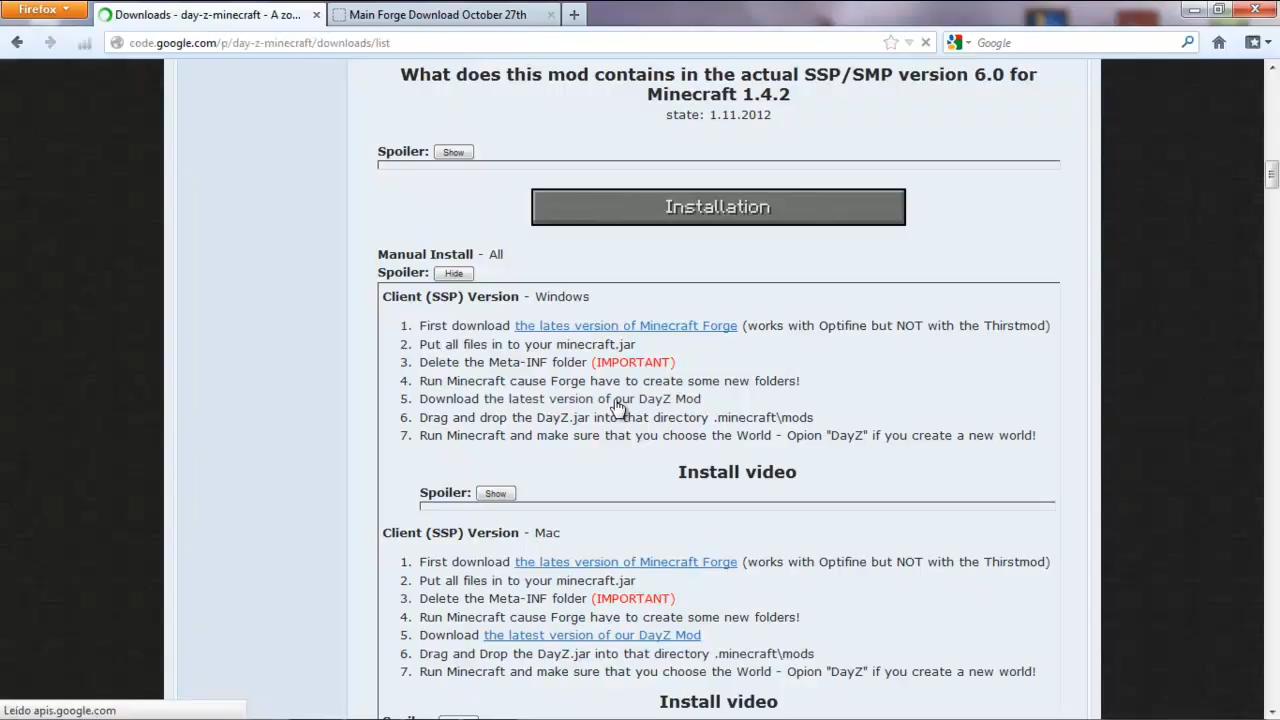 Firefox
Downloads - day-z-minecraft - A zo...
Main Forge Download October 27th
code.google.com/p/day-z-minecraft/downloads/list
Google
What does this mod contains in the actual SSP/SMP version 6.0 for
Minecraft 1.4.2
state: 1.11.2012
Spoiler: Show
Installation
Manual Install - All
Spoiler: Hide
Client (SSP) Version - Windows
1. First download the lates version of Minecraft Forge (works with Optifine but NOT with the Thirstmod)
2. Put all files in to your minecraft.jar
3. Delete the Meta-INF folder (IMPORTANT)
4. Run Minecraft cause Forge have to create some new folders!
5. Download the latest version of our DayZ Mod
6. Drag and drop the DayZ.jar into that directory .minecraft\mods
7. Run Minecraft and make sure that you choose the World - Opion "DayZ" if you create a new world!
Install video
Spoiler: Show
Client (SSP) Version - Mac
1. First download the lates version of Minecraft Forge (works with Optifine but NOT with the Thirstmod)
2. Put all files in to your minecraft.jar
3. Delete the Meta-INF folder (IMPORTANT)
4. Run Minecraft cause Forge have to create some new folders!
5. Download the latest version of our DayZ Mod
6. Drag and Drop the DayZ.jar into that directory .minecraft\mods
7. Run Minecraft and make sure that you choose the World - Opion "DayZ" if you create a new world!
Install video
Leído apis.google.com